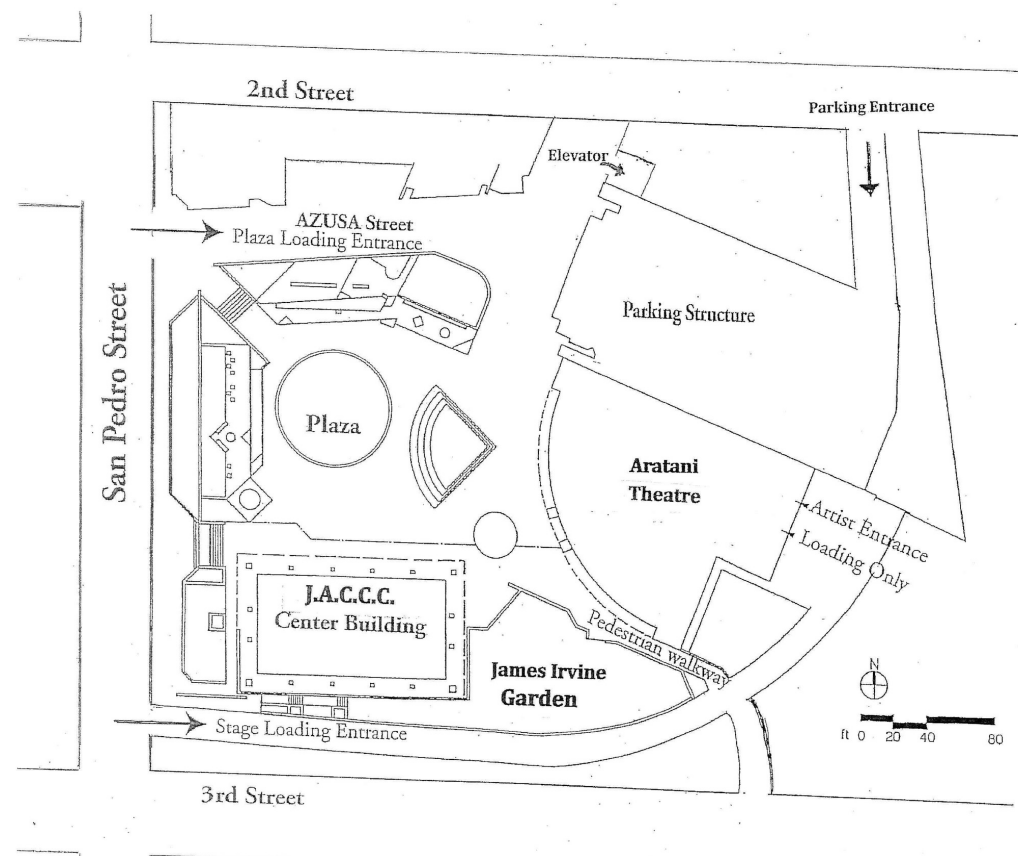 2nd Street
Parking Entrance
Elevator
AZUSA Street
Plaza Loading Entrance
Parking Structure
San Pedro Street
Plaza
Aratani
Theatre
Artist Entrance
Loading Only
J.A.C.C.C.
Center Building
Pedestrian walkway
James Irvine
Garden
N
ft 0 20 40 80
Stage Loading Entrance
3rd Street